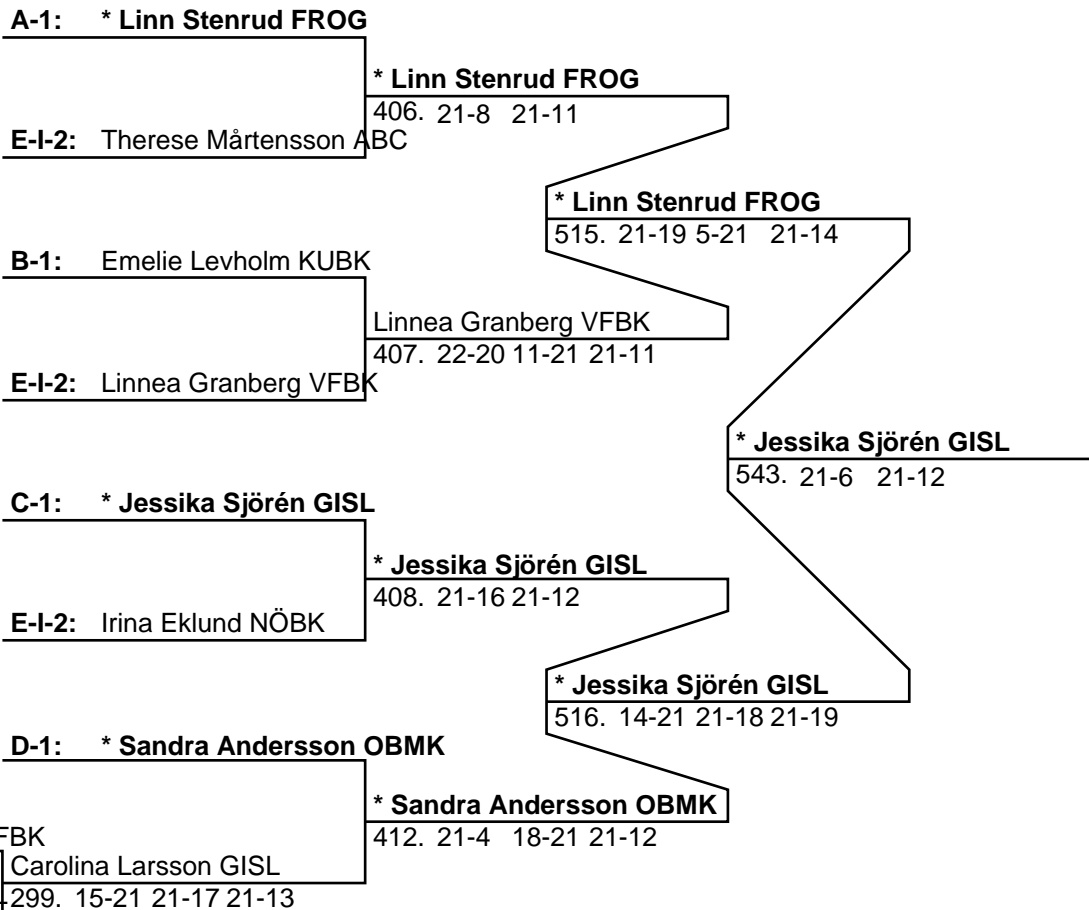 A-1: * Linn Stenrud FROG
* Linn Stenrud FROG
406. 21-8 21-11
E-I-2: Therese Mårtensson ABC
* Linn Stenrud FROG
515. 21-19 5-21 21-14
B-1: Emelie Levholm KUBK
Linnea Granberg VFBK
407. 22-20 11-21 21-11
E-I-2: Linnea Granberg VFBK
* Jessika Sjörén GISL
543. 21-6 21-12
C-1: * Jessika Sjörén GISL
* Jessika Sjörén GISL
408. 21-16 21-12
E-I-2: Irina Eklund NÖBK
* Jessika Sjörén GISL
516. 14-21 21-18 21-19
D-1: * Sandra Andersson OBMK
* Sandra Andersson OBMK
412. 21-4 18-21 21-12
FBK
Carolina Larsson GISL
299. 15-21 21-17 21-13